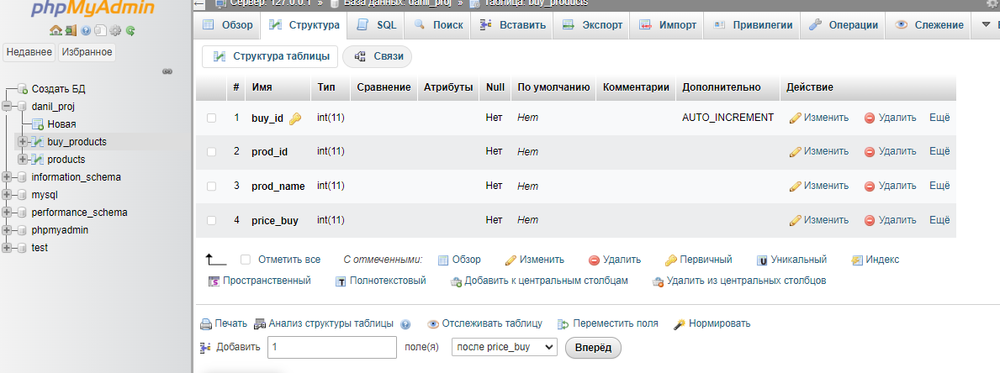 phpMyAdmin
Недавнее Избранное
Создать БД
danil_proj
Новая
buy_products
products
information_schema
mysql
performance_schema
phpmyadmin
test
Сервер: 127.0.0.1 » База данных: danil_proj » Таблица: buy_products
Обзор Структура SQL Поиск Вставить Экспорт Импорт Привилегии Операции Слежение
Структура таблицы Связи
# Имя Тип Сравнение Атрибуты Null По умолчанию Комментарии Дополнительно Действие
1 buy_id int(11) Нет Нет AUTO_INCREMENT Изменить Удалить Ещё
2 prod_id int(11) Нет Нет Изменить Удалить Ещё
3 prod_name int(11) Нет Нет Изменить Удалить Ещё
4 price_buy int(11) Нет Нет Изменить Удалить Ещё
Отметить все С отмеченными: Обзор Изменить Удалить Первичный Уникальный Индекс
Пространственный Полнотекстовый Добавить к центральным столбцам Удалить из центральных столбцов
Печать Анализ структуры таблицы Отслеживать таблицу Переместить поля Нормировать
Добавить 1 поле(я) после price_buy Вперёд